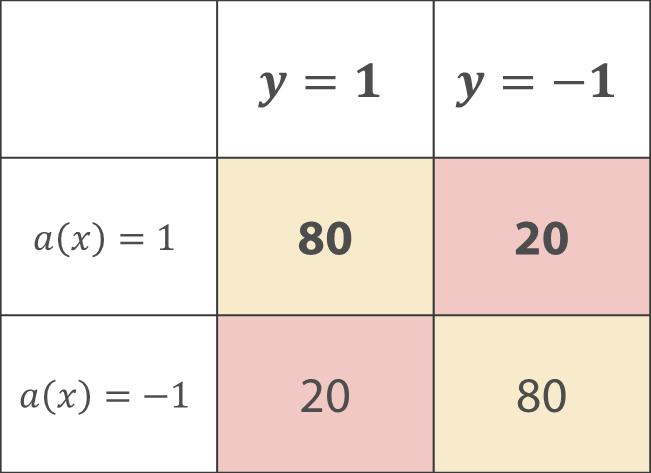 y = 1 y = −1
a(x) = 1 80 20
a(x) = −1 20 80